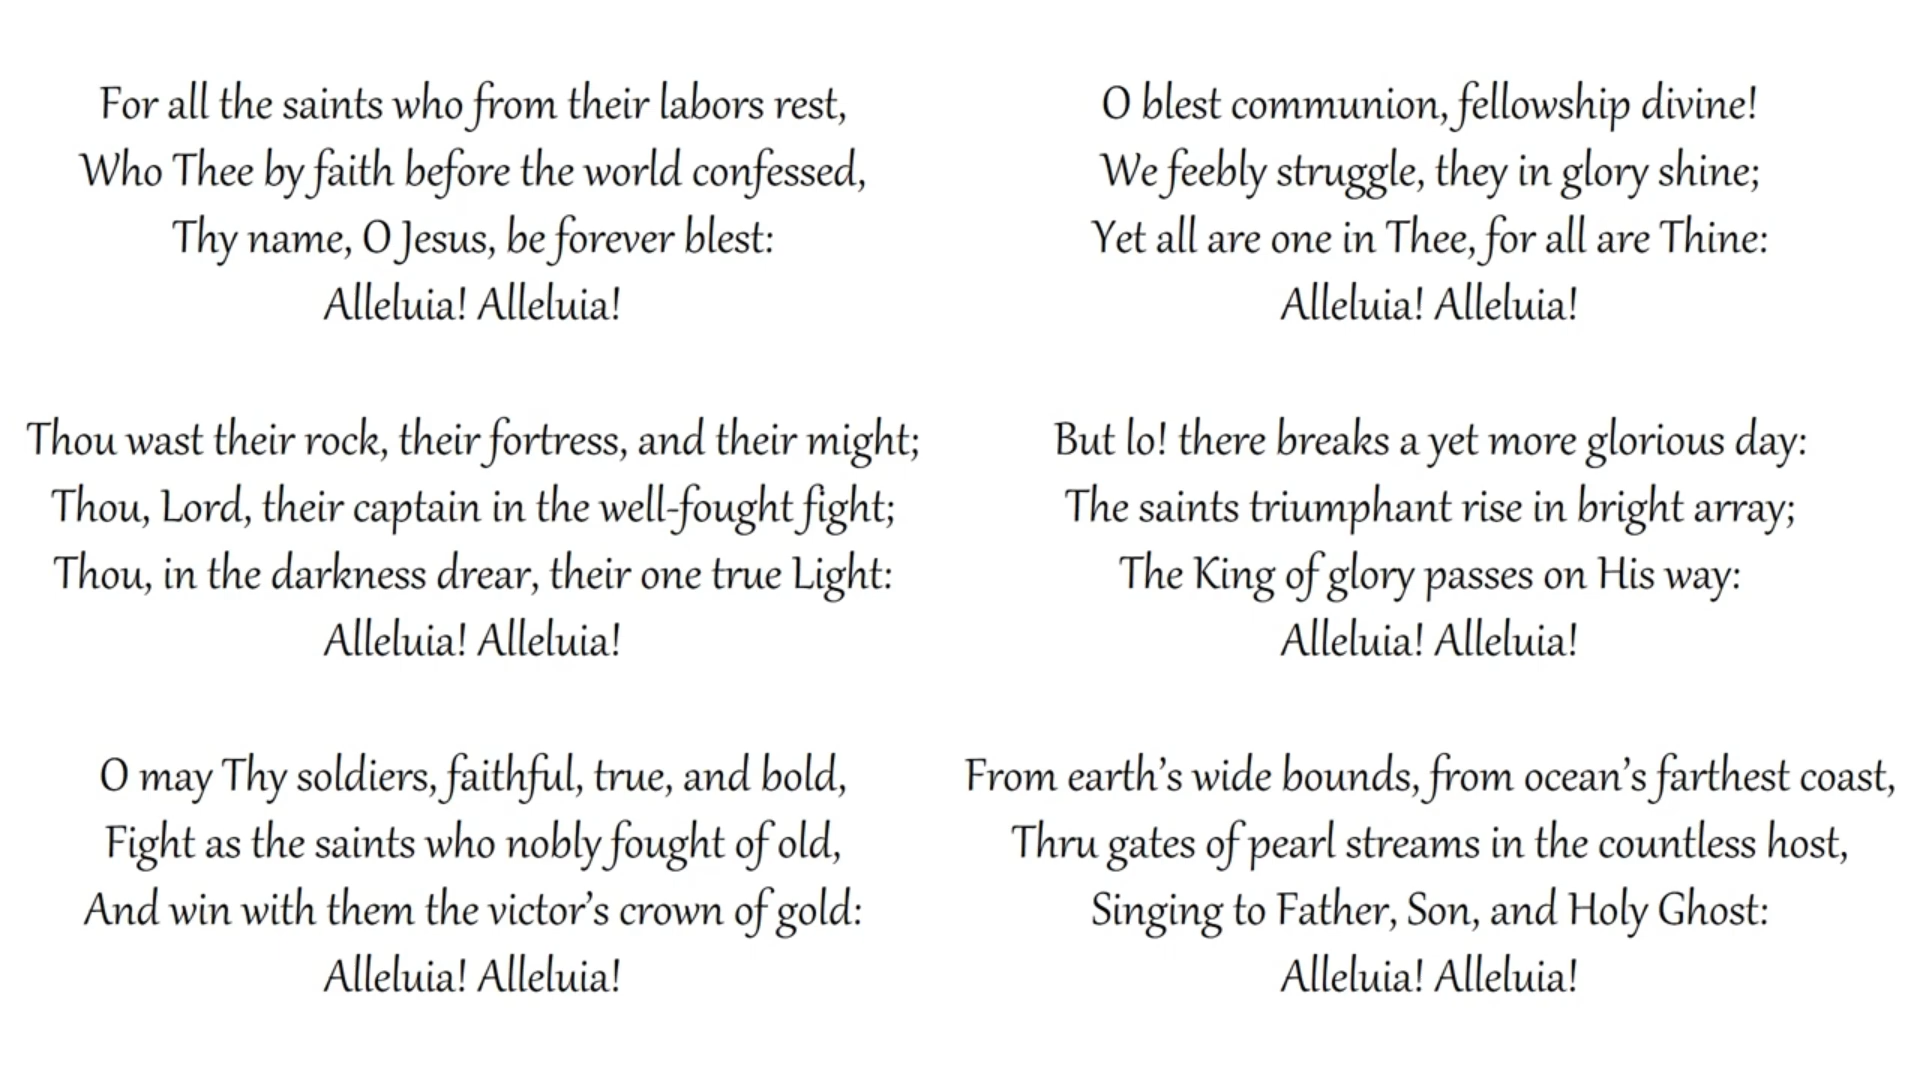 For all the saints who from their labors rest,
Who Thee by faith before the world confessed,
Thy name, O Jesus, be forever blest:
Alleluia! Alleluia!
Thou wast their rock, their fortress, and their might;
Thou, Lord, their captain in the well-fought fight;
Thou, in the darkness drear, their one true Light:
Alleluia! Alleluia!
O may Thy soldiers, faithful, true, and bold,
Fight as the saints who nobly fought of old,
And win with them the victor’s crown of gold:
Alleluia! Alleluia!
O blest communion, fellowship divine!
We feebly struggle, they in glory shine;
Yet all are one in Thee, for all are Thine:
Alleluia! Alleluia!
But lo! there breaks a yet more glorious day:
The saints triumphant rise in bright array;
The King of glory passes on His way:
Alleluia! Alleluia!
From earth’s wide bounds, from ocean’s farthest coast,
Thru gates of pearl streams in the countless host,
Singing to Father, Son, and Holy Ghost:
Alleluia! Alleluia!